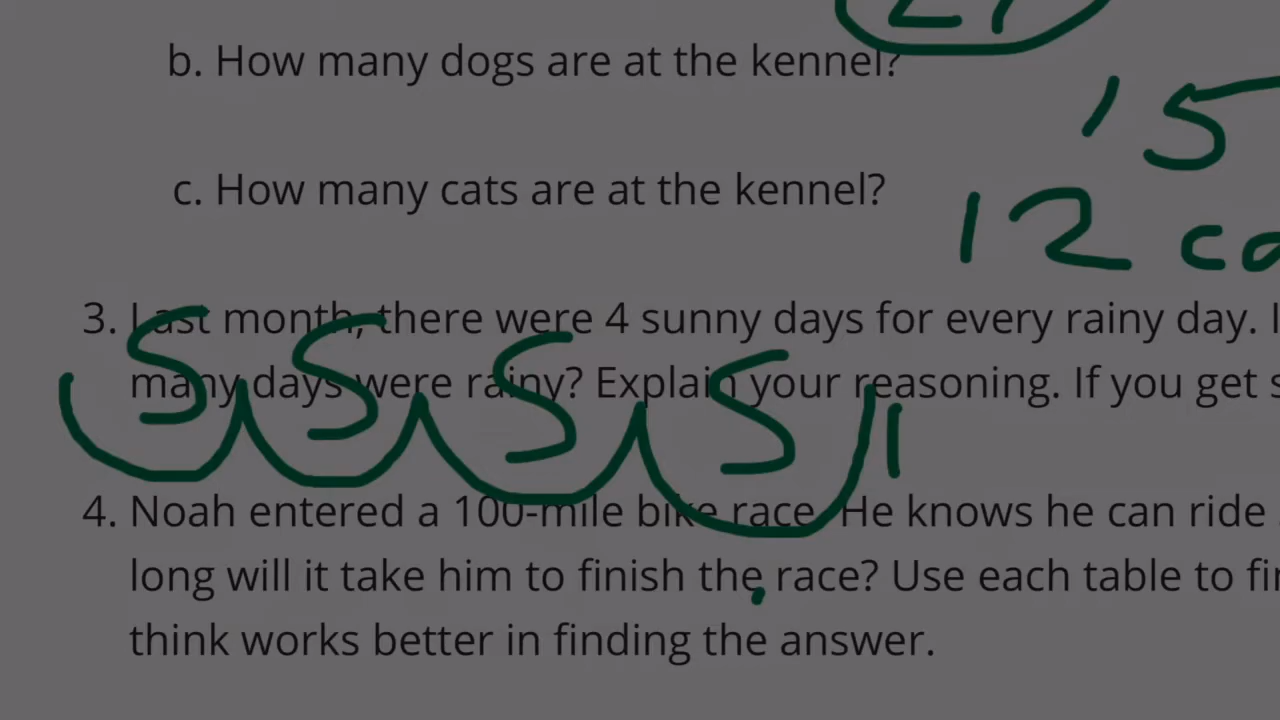 b. How many dogs are at the kennel?
15
c. How many cats are at the kennel?
12 ca
3. Last month, there were 4 sunny days for every rainy day. I
many days were rainy? Explain your reasoning. If you get s
S S S S 1
4. Noah entered a 100-mile bike race. He knows he can ride
long will it take him to finish the race? Use each table to fin
think works better in finding the answer.